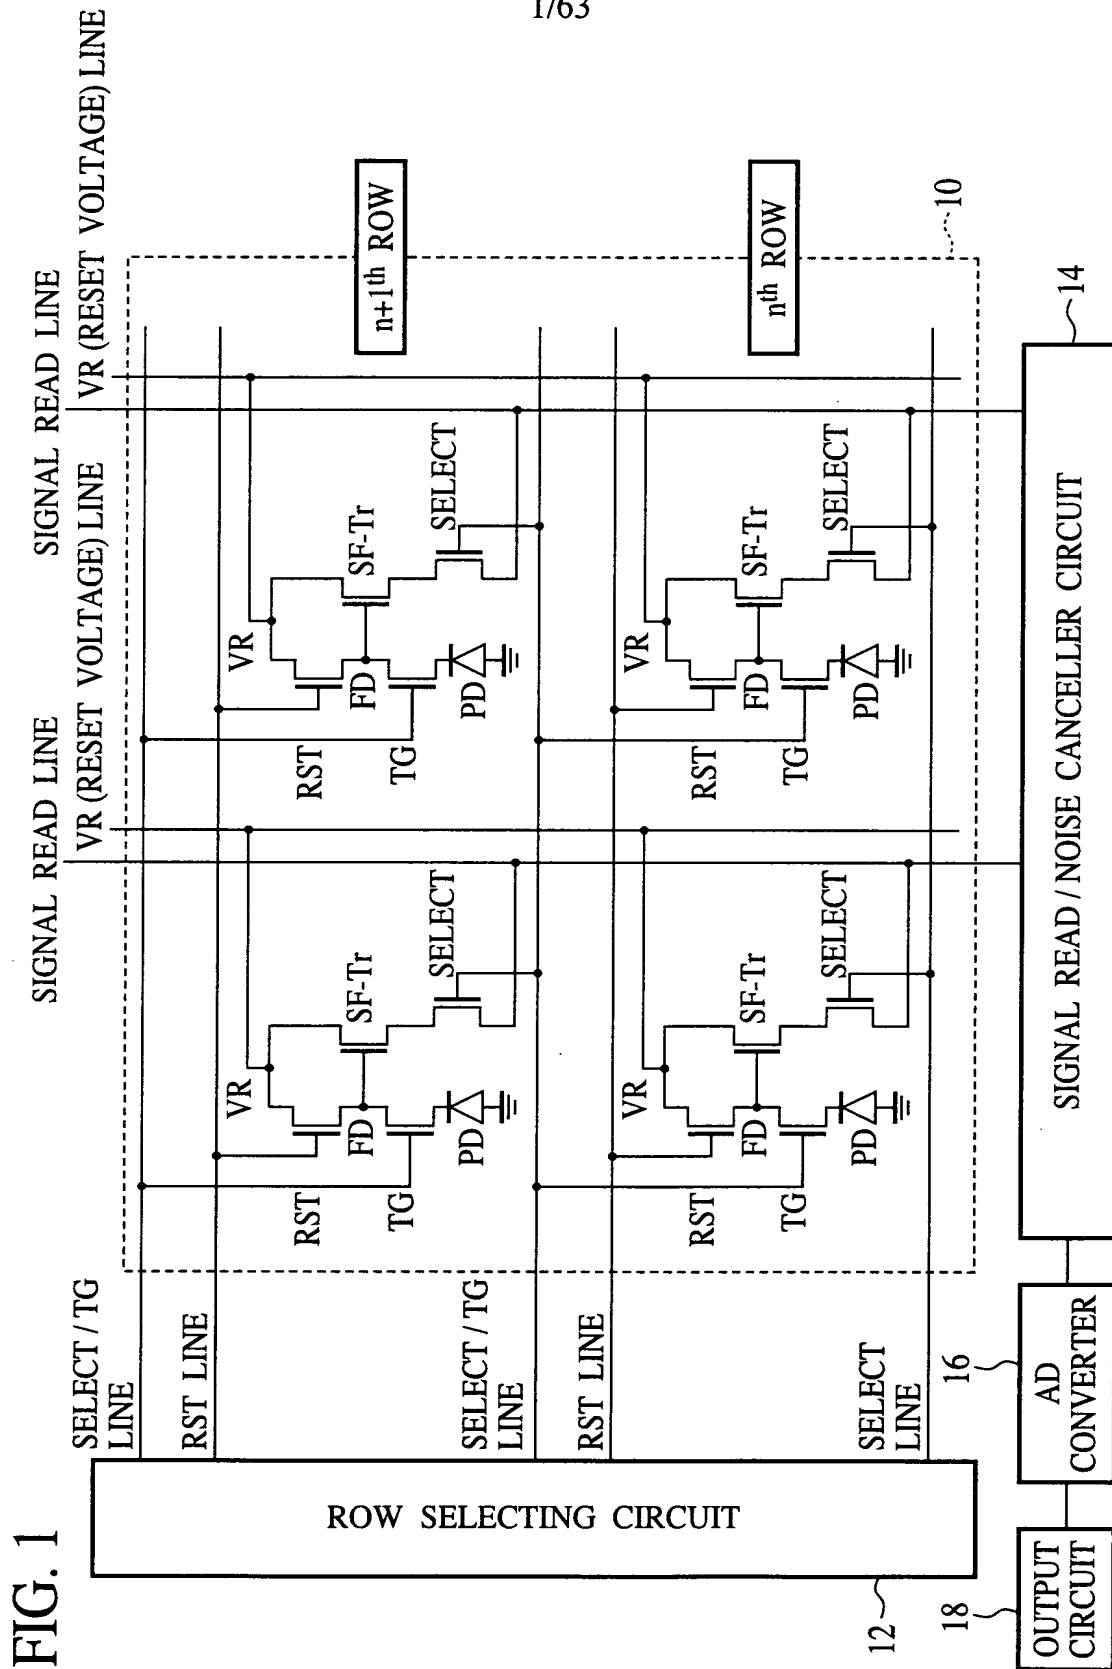 1/63
FIG. 1
SIGNAL READ LINE
VR (RESET VOLTAGE) LINE
SIGNAL READ LINE
VR (RESET VOLTAGE) LINE
SELECT / TG
LINE
RST LINE
VR
RST
FD
TG
PD
SF-Tr
SELECT
VR
RST
FD
TG
PD
SF-Tr
SELECT
n+1th ROW
SELECT / TG
LINE
RST LINE
VR
RST
FD
TG
PD
SF-Tr
SELECT
VR
RST
FD
TG
PD
SF-Tr
SELECT
nth ROW
SELECT
LINE
ROW SELECTING CIRCUIT
12
10
18
OUTPUT
CIRCUIT
16
AD
CONVERTER
SIGNAL READ / NOISE CANCELLER CIRCUIT
14